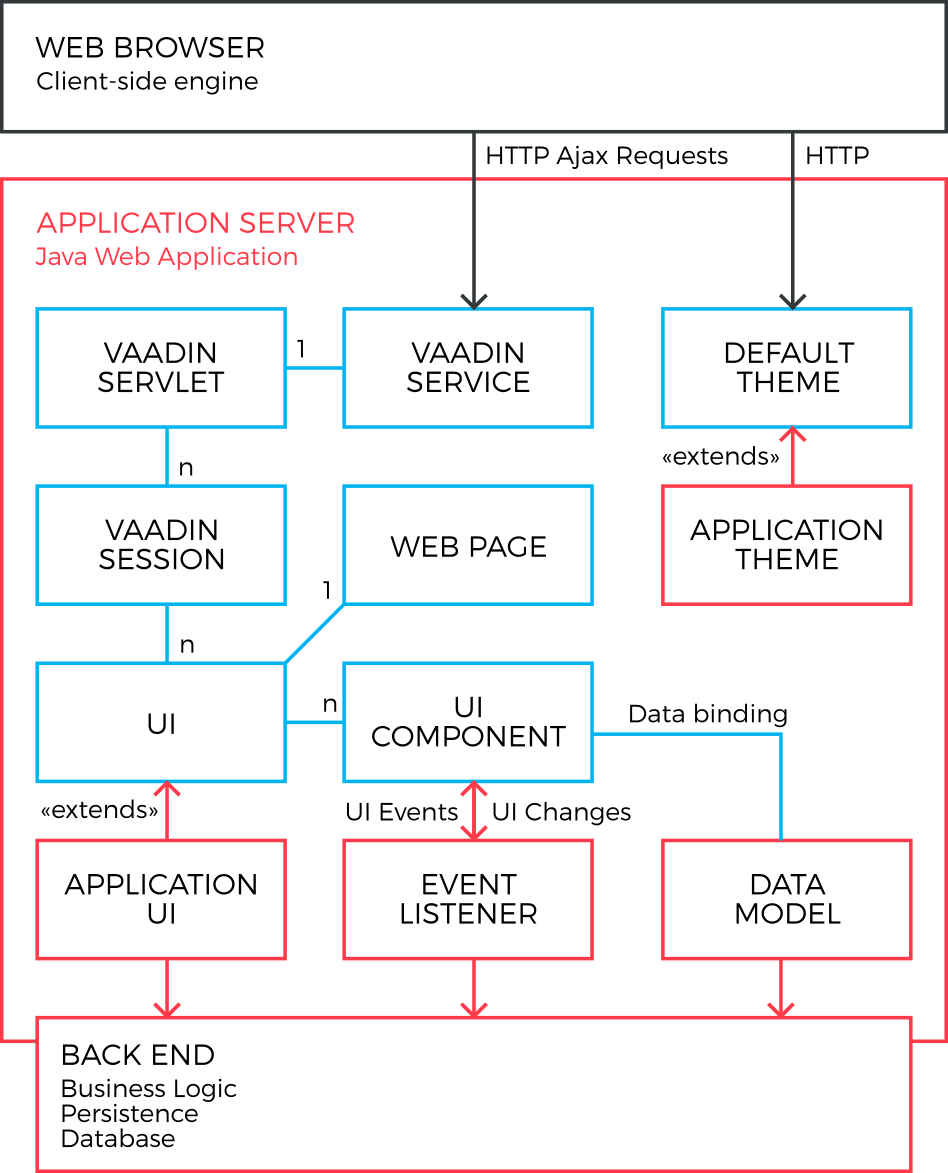 WEB BROWSER
Client-side engine
HTTP Ajax Requests
HTTP
APPLICATION SERVER
Java Web Application
VAADIN
SERVLET
1
VAADIN
SERVICE
DEFAULT
THEME
n
«extends»
VAADIN
SESSION
WEB PAGE
APPLICATION
THEME
1
n
UI
n
UI
COMPONENT
Data binding
«extends»
UI Events
UI Changes
APPLICATION
UI
EVENT
LISTENER
DATA
MODEL
BACK END
Business Logic
Persistence
Database